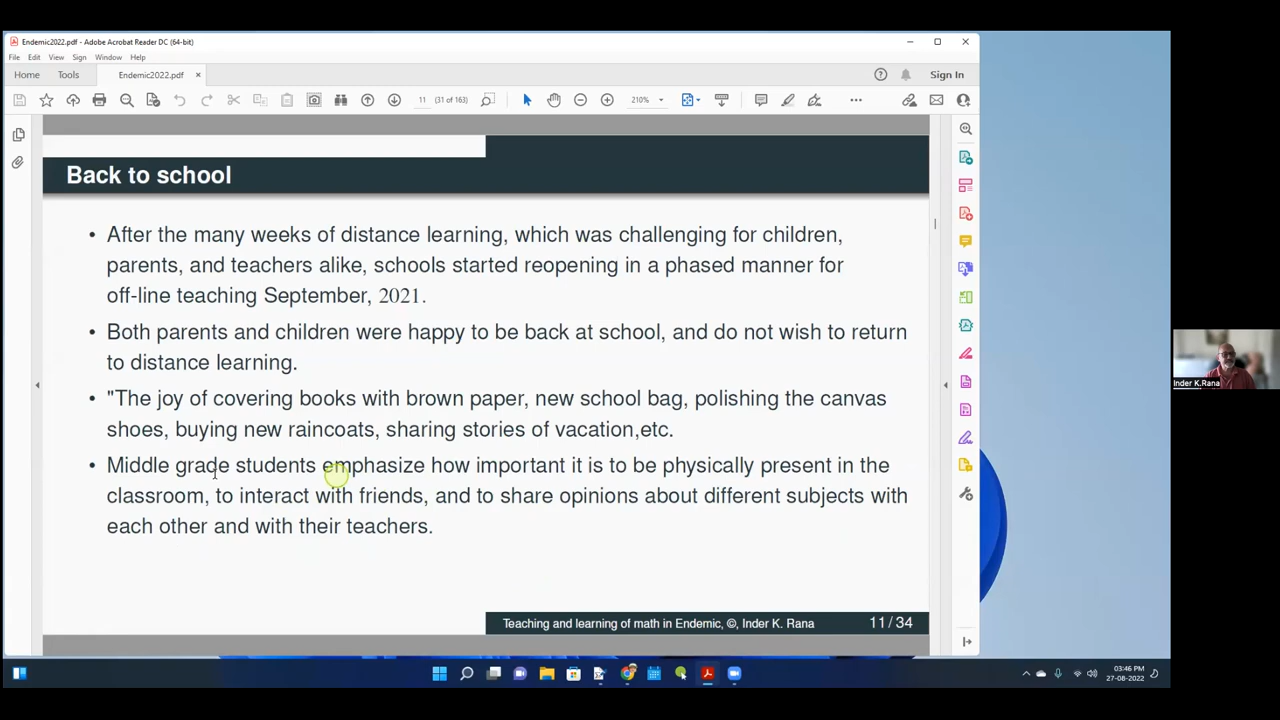 Endemic2022.pdf - Adobe Acrobat Reader DC (64-bit)
File Edit View Sign Window Help
Home Tools Endemic2022.pdf × Sign In
11 (31 of 163) 210%
Back to school
• After the many weeks of distance learning, which was challenging for children,
parents, and teachers alike, schools started reopening in a phased manner for
off-line teaching September, 2021.
• Both parents and children were happy to be back at school, and do not wish to return
to distance learning.
• "The joy of covering books with brown paper, new school bag, polishing the canvas
shoes, buying new raincoats, sharing stories of vacation,etc.
• Middle grade students emphasize how important it is to be physically present in the
classroom, to interact with friends, and to share opinions about different subjects with
each other and with their teachers.
Teaching and learning of math in Endemic, ©, Inder K. Rana 11 / 34
Inder K.Rana
03:46 PM
27-08-2022